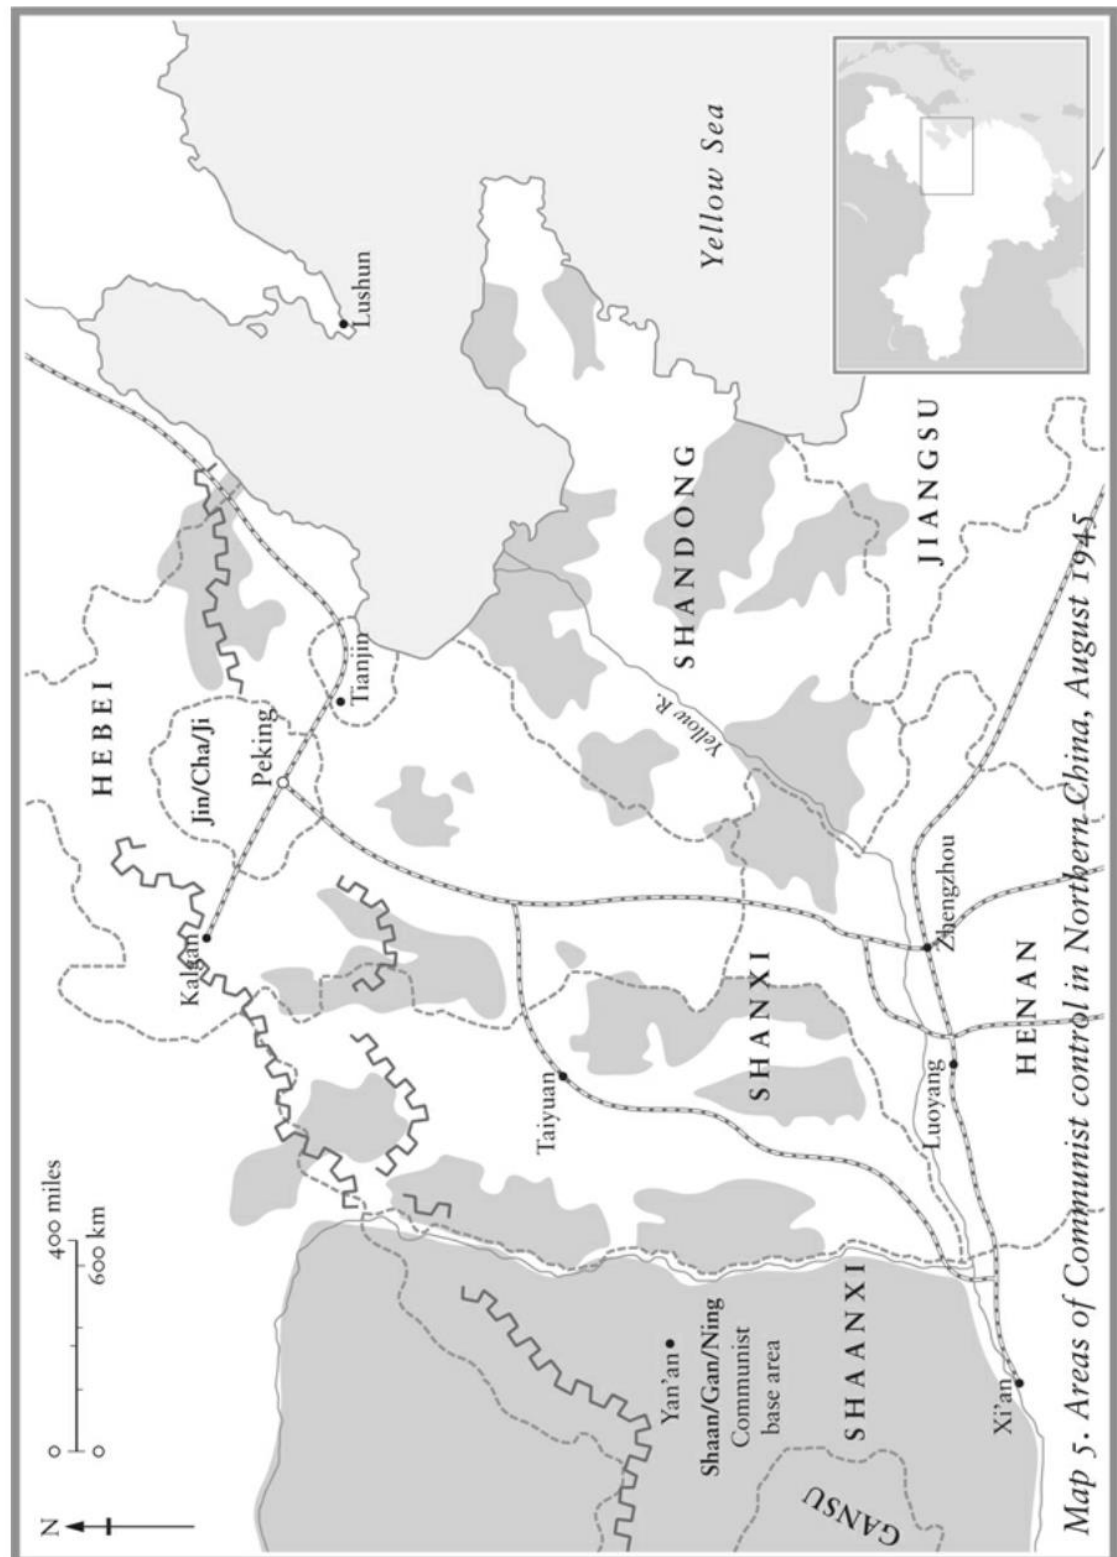 N
0 400 miles
0 600 km
HEBEI
Kalgan
Jin/Cha/Ji
Peking
Tianjin
Lushun
Taiyuan
Yan'an
Shaan/Gan/Ning
Communist
base area
SHANXI
SHANDONG
Yellow R.
Yellow Sea
GANSU
SHAANXI
Xi'an
Luoyang
Zhengzhou
HENAN
JIANGSU
Map 5. Areas of Communist control in Northern China, August 1945